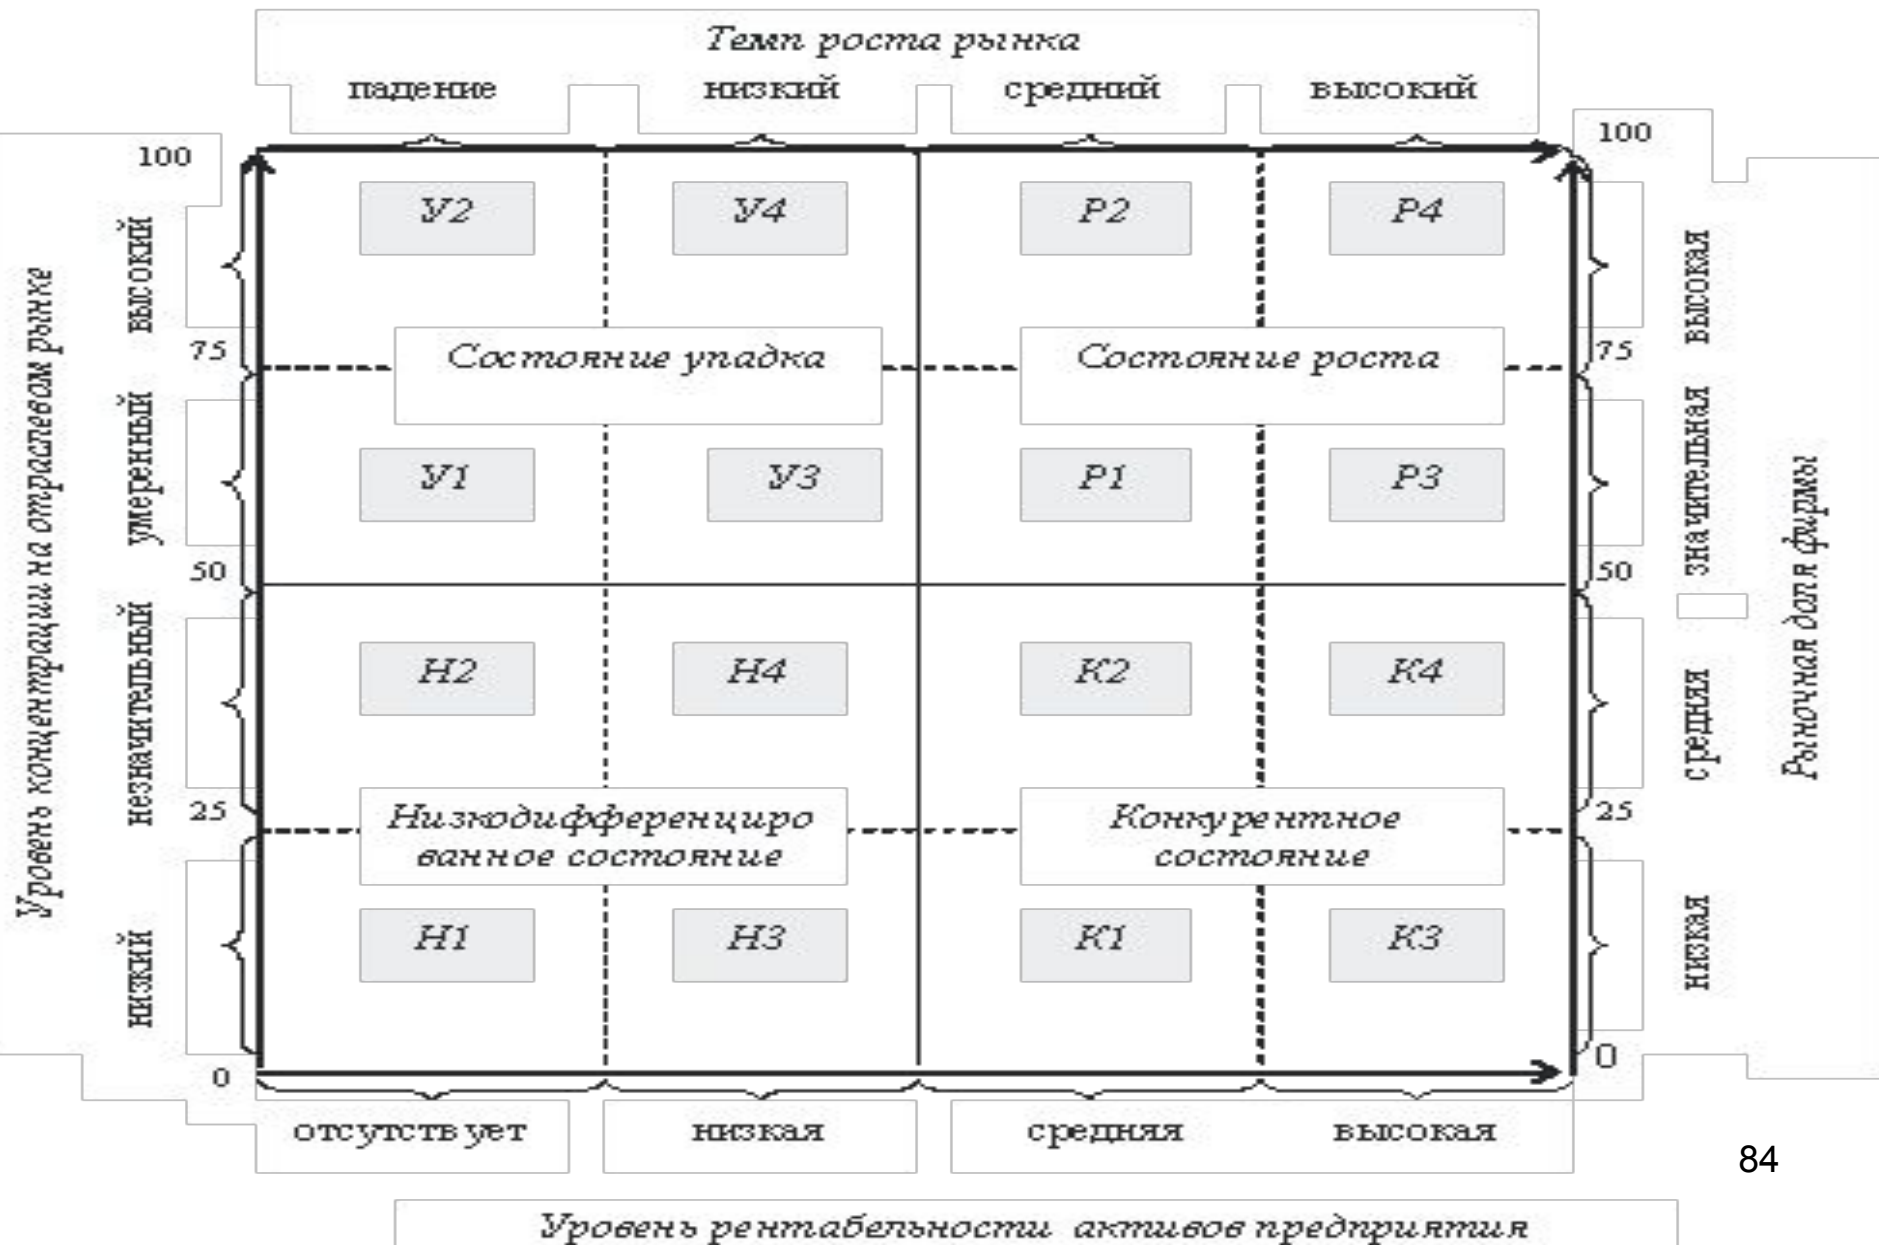 Темп роста рынка
падение низкий средний высокий
100 100
У2 У4 Р2 Р4
высокий высокая
75 Состояние упадка Состояние роста 75
умеренный значительная
У1 У3 Р1 Р3
50 50
Уровень концентрации на отраслевом рынке
Рыночная доля фирмы
незначительный средняя
Н2 Н4 К2 К4
25 Низкодифференциро Конкурентное 25
ванное состояние состояние
низкий низкая
Н1 Н3 К1 К3
0 0
отсутствует низкая средняя высокая
84
Уровень рентабельности активов предприятия